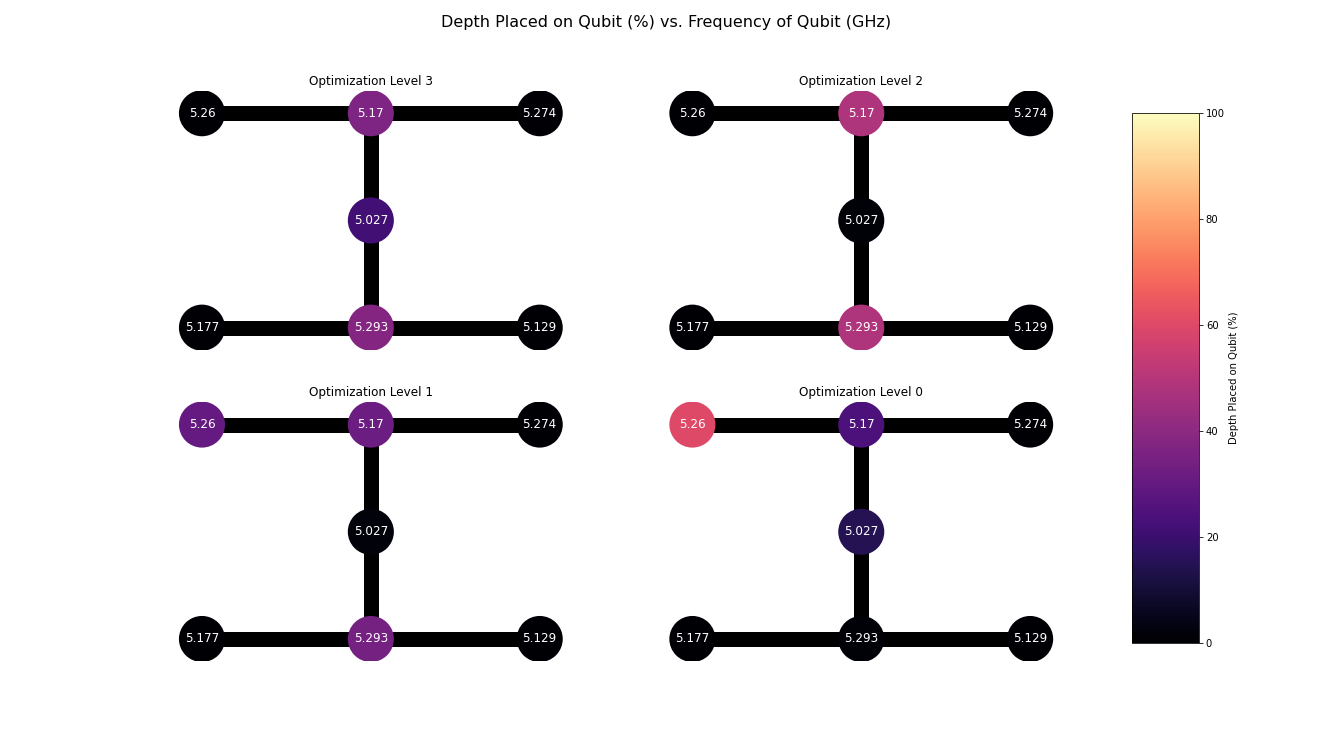 Depth Placed on Qubit (%) vs. Frequency of Qubit (GHz)
Optimization Level 3
5.26 5.17 5.274
5.027
5.177 5.293 5.129
Optimization Level 2
5.26 5.17 5.274
5.027
5.177 5.293 5.129
Optimization Level 1
5.26 5.17 5.274
5.027
5.177 5.293 5.129
Optimization Level 0
5.26 5.17 5.274
5.027
5.177 5.293 5.129
100
80
60
40
20
0
Depth Placed on Qubit (%)